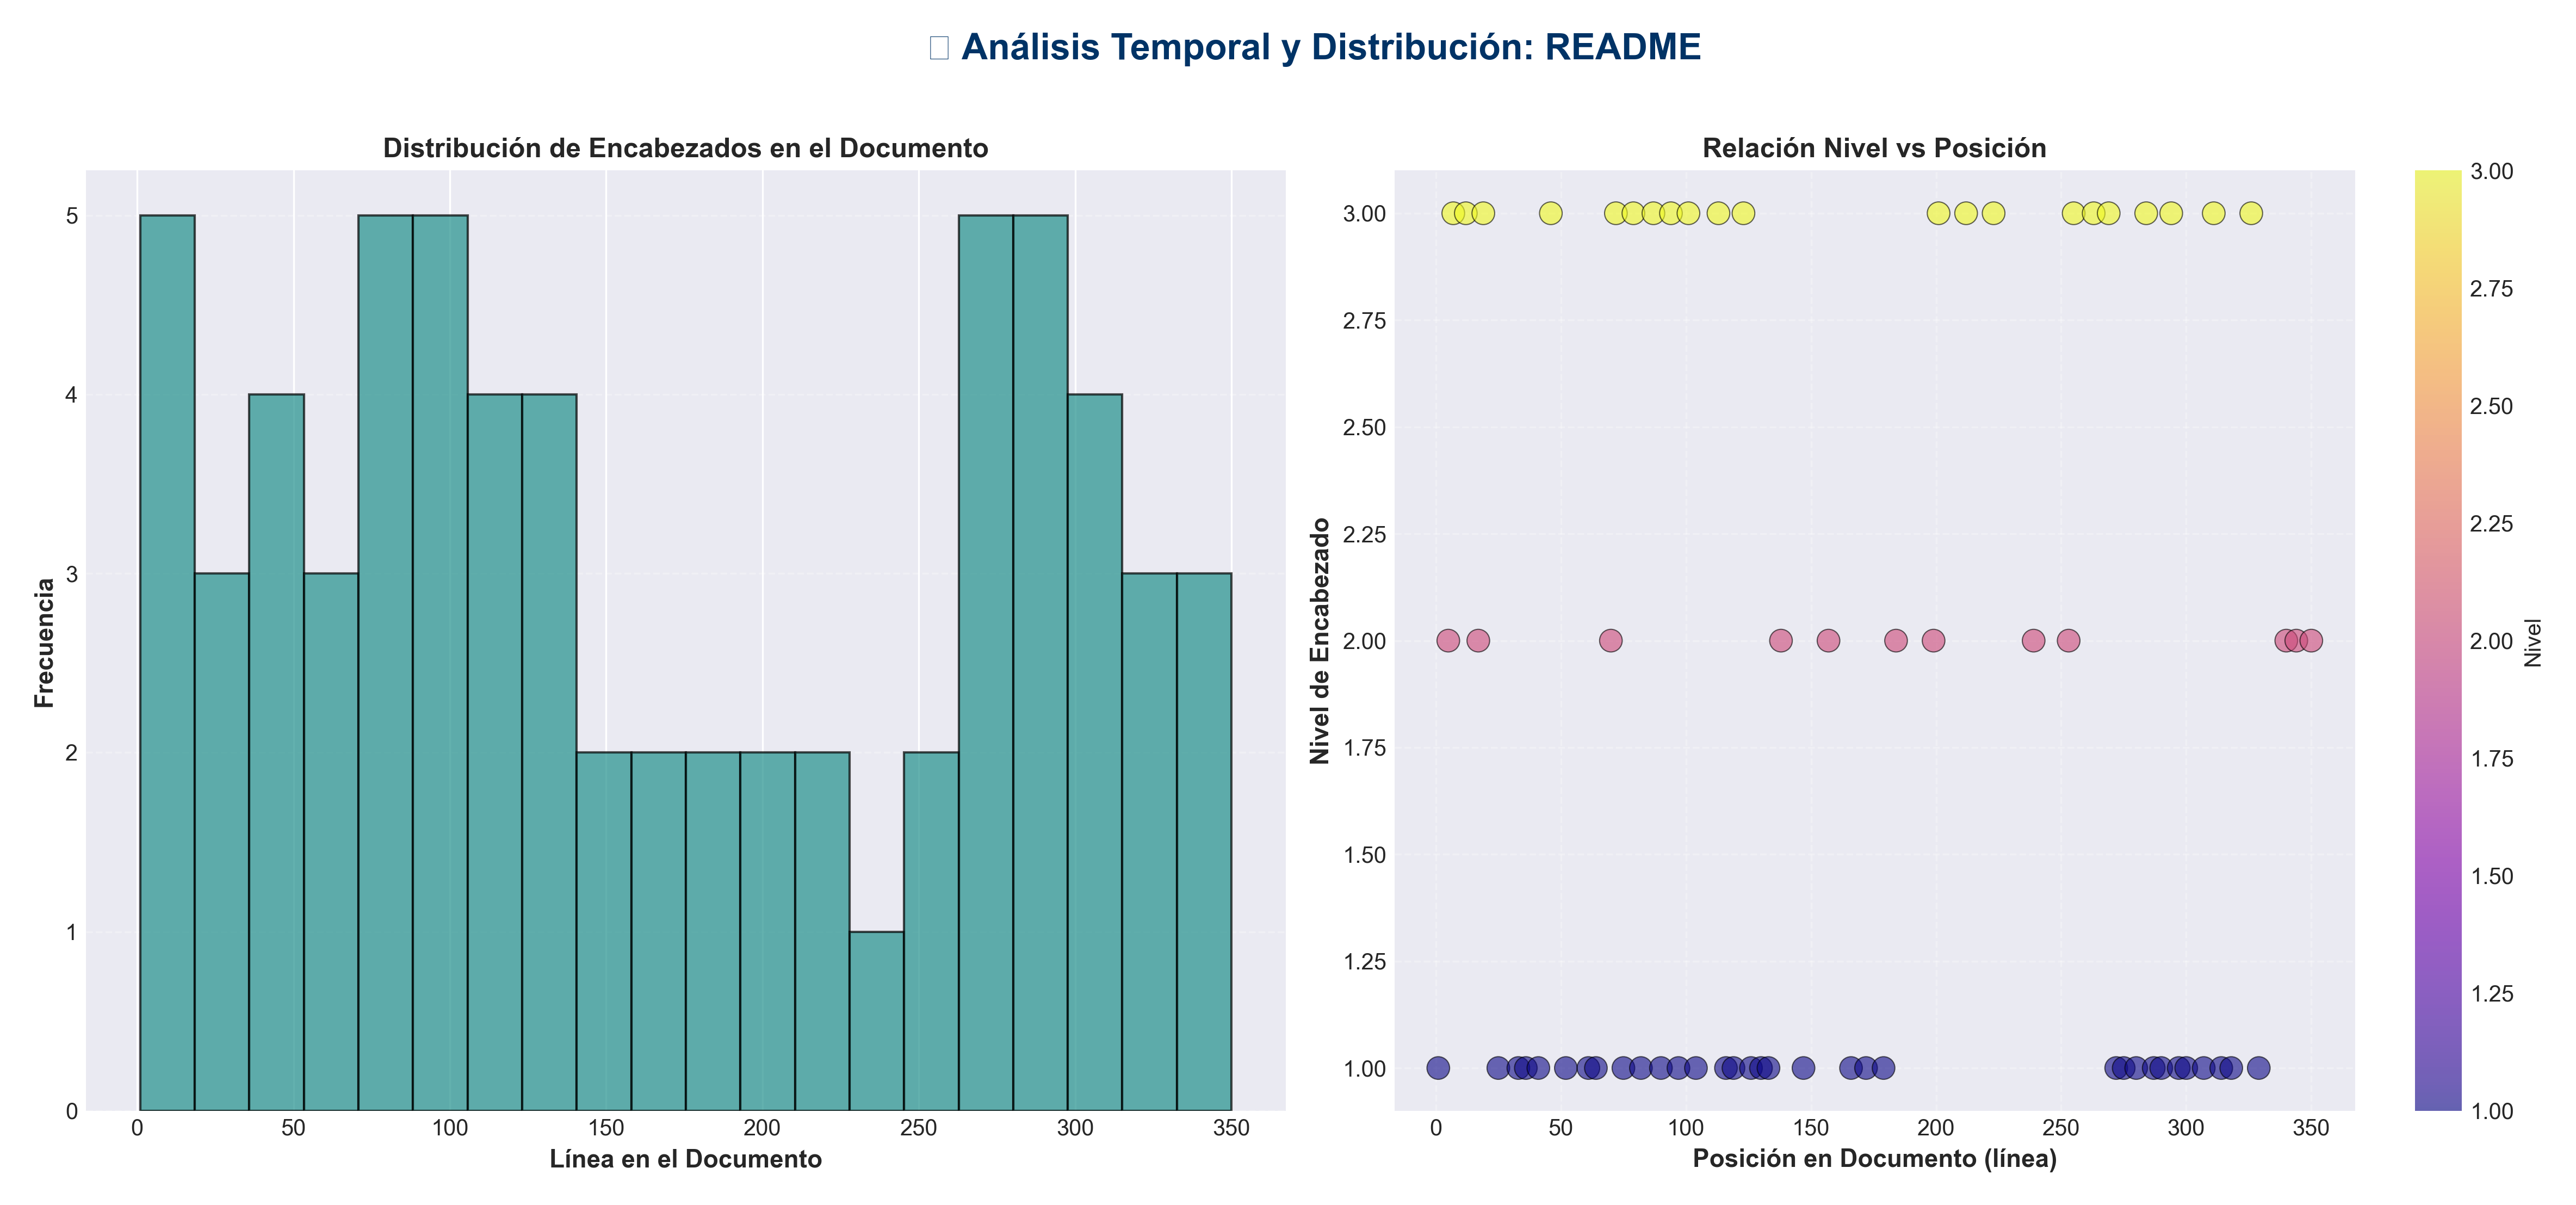 Análisis Temporal y Distribución: README
Distribución de Encabezados en el Documento
Frecuencia
5
4
3
2
1
0
0 50 100 150 200 250 300 350
Línea en el Documento
Relación Nivel vs Posición
Nivel de Encabezado
3.00
2.75
2.50
2.25
2.00
1.75
1.50
1.25
1.00
0 50 100 150 200 250 300 350
Posición en Documento (línea)
3.00
2.75
2.50
2.25
2.00
1.75
1.50
1.25
1.00
Nivel